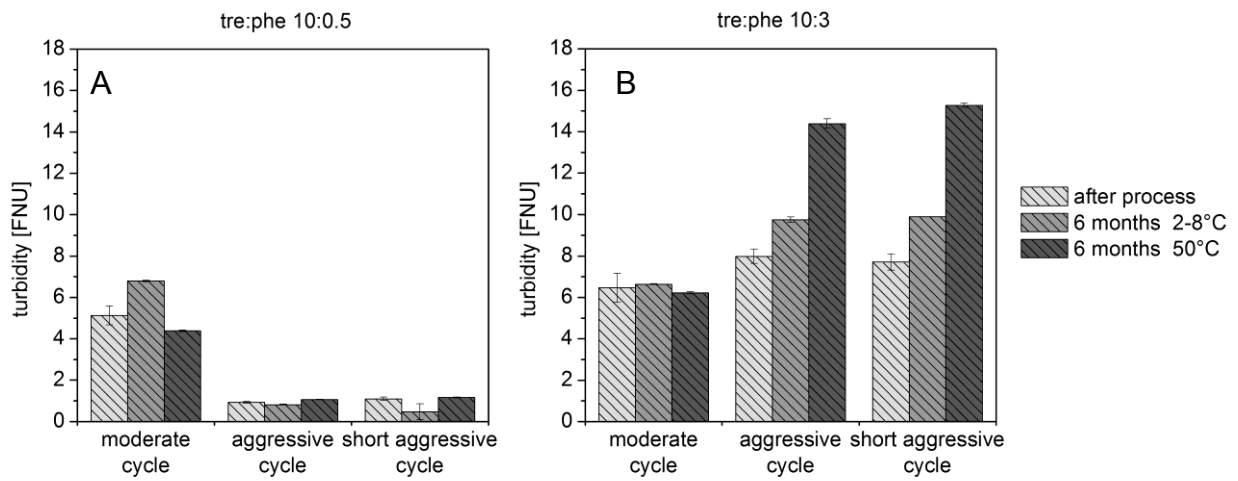 tre:phe 10:0.5
tre:phe 10:3
A
B
turbidity [FNU]
18
16
14
12
10
8
6
4
2
0
moderate cycle
aggressive cycle
short aggressive cycle
turbidity [FNU]
18
16
14
12
10
8
6
4
2
0
moderate cycle
aggressive cycle
short aggressive cycle
after process
6 months 2-8°C
6 months 50°C